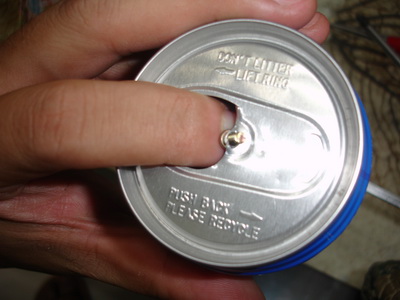 DON'T LITTER
LIFT RING
PUSH BACK
PLEASE RECYCLE